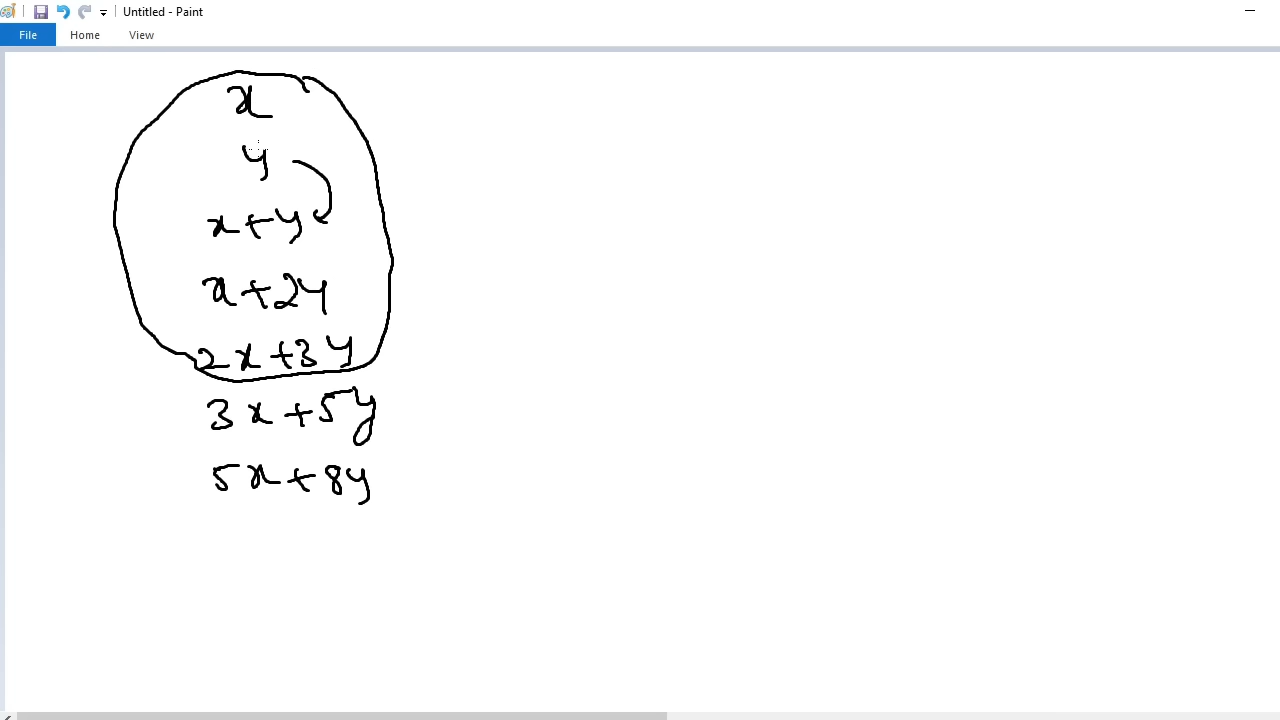 Untitled - Paint
File Home View
x
y
x+y
x+2y
2x+3y
3x+5y
5x+8y